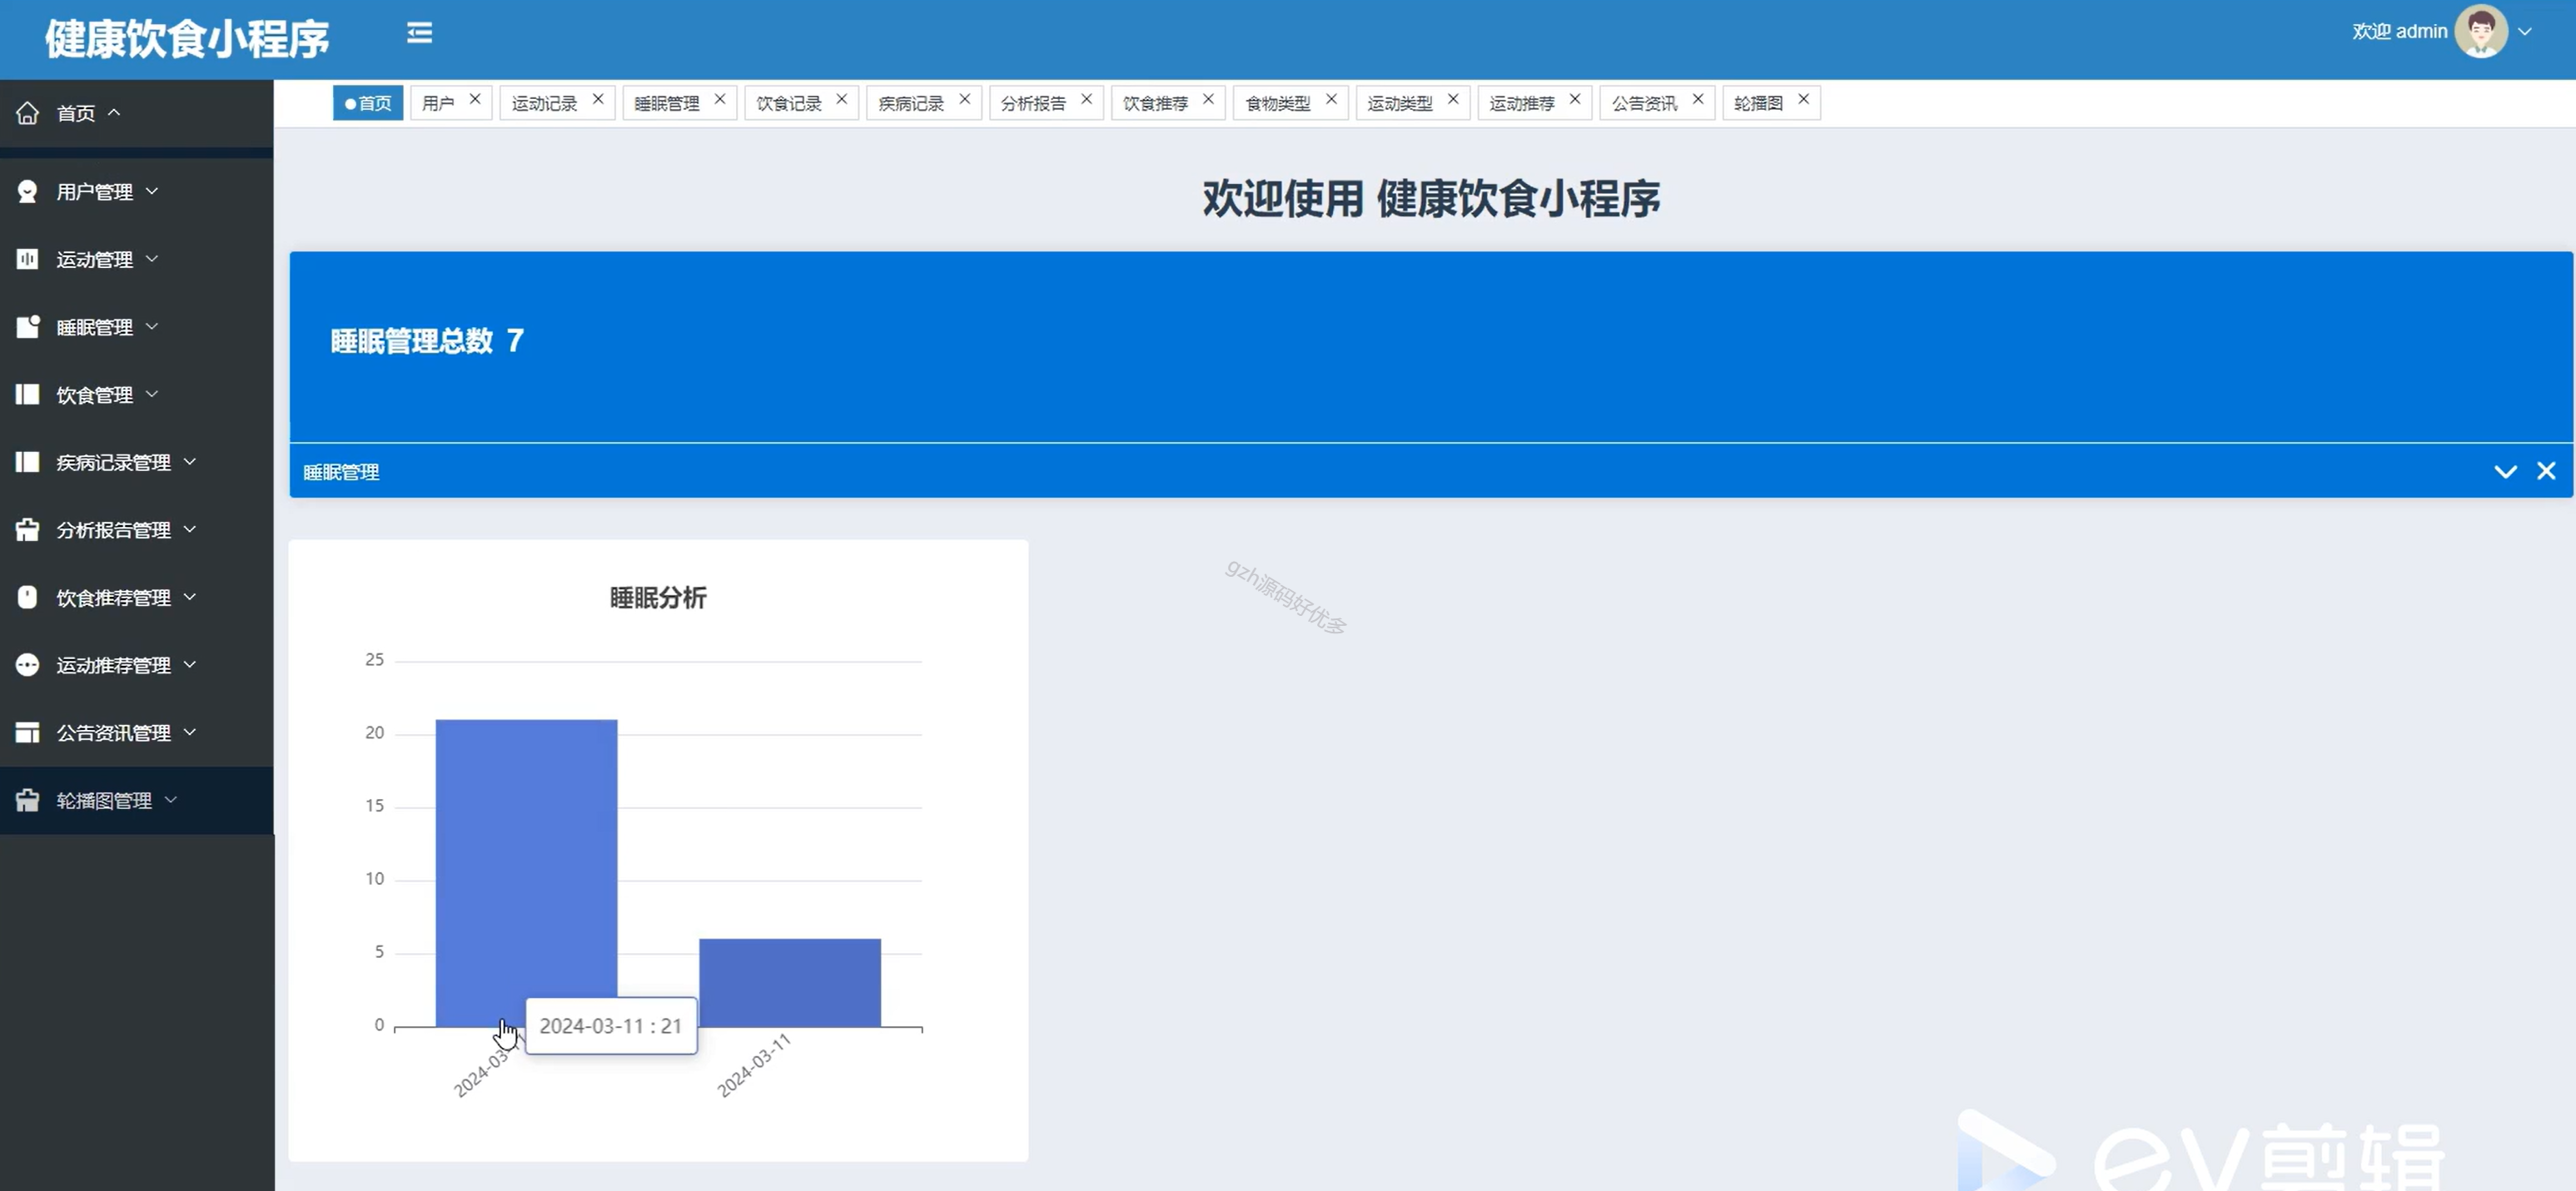 健康饮食小程序
欢迎 admin
首页
用户管理
运动管理
睡眠管理
饮食管理
疾病记录管理
分析报告管理
饮食推荐管理
运动推荐管理
公告资讯管理
轮播图管理
首页 用户 运动记录 睡眠管理 饮食记录 疾病记录 分析报告 饮食推荐 食物类型 运动类型 运动推荐 公告资讯 轮播图
欢迎使用 健康饮食小程序
睡眠管理总数 7
睡眠管理
gzh源码好优多
睡眠分析
25
20
15
10
5
0
2024-03-11 : 21
2024-03-
2024-03-11
EV剪辑